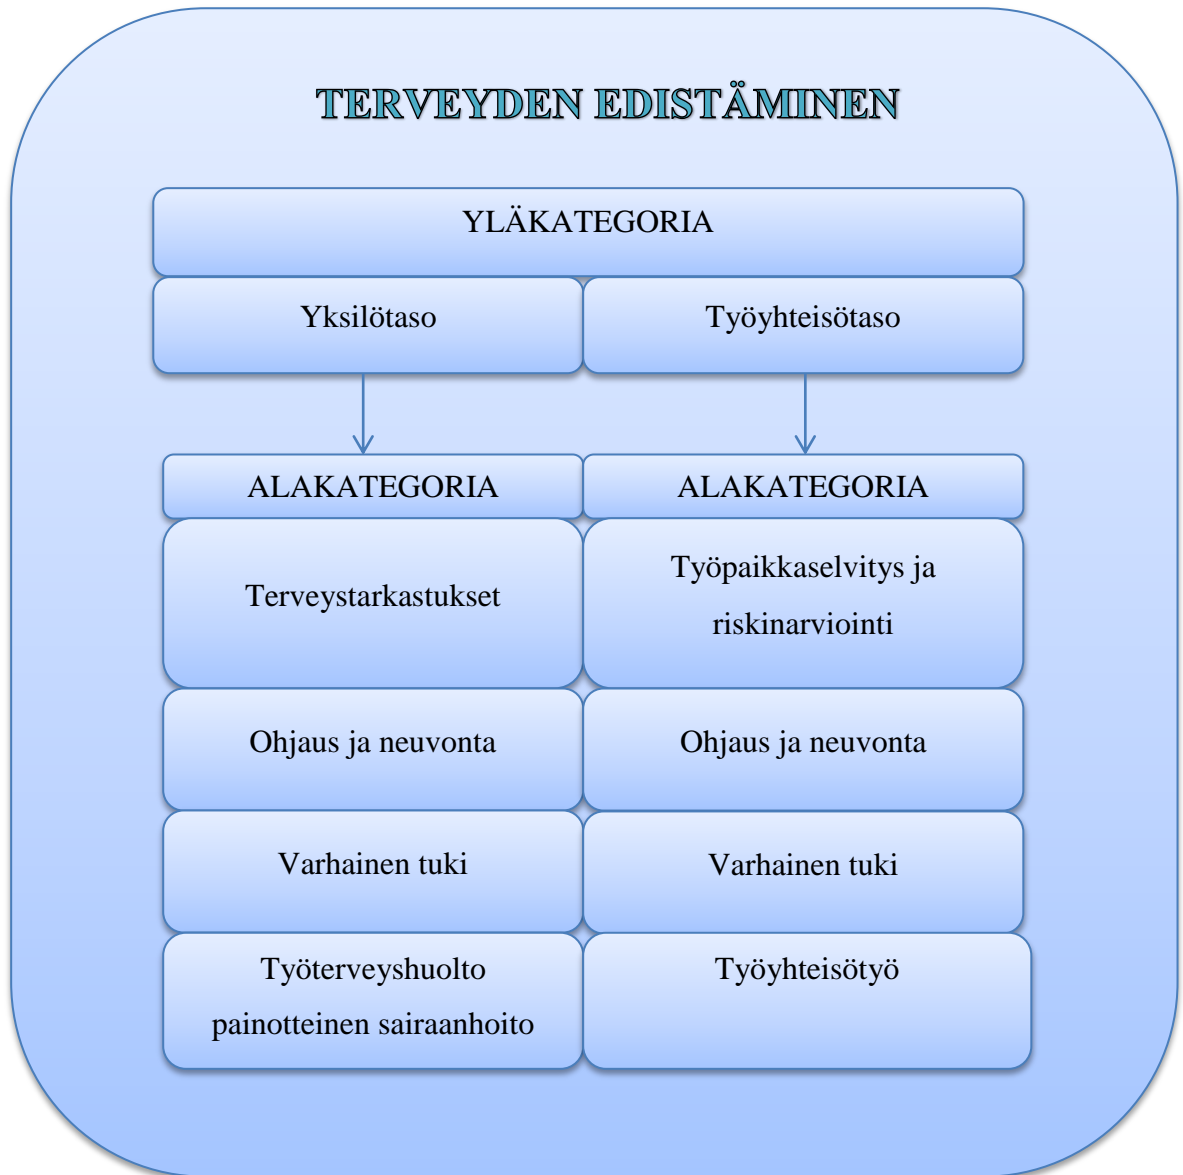 TERVEYDEN EDISTÄMINEN
YLÄKATEGORIA
Yksilötaso
Työyhteisötaso
ALAKATEGORIA
ALAKATEGORIA
Terveystarkastukset
Työpaikkaselvitys ja
riskinarviointi
Ohjaus ja neuvonta
Ohjaus ja neuvonta
Varhainen tuki
Varhainen tuki
Työterveyshuolto
painotteinen sairaanhoito
Työyhteisötyö